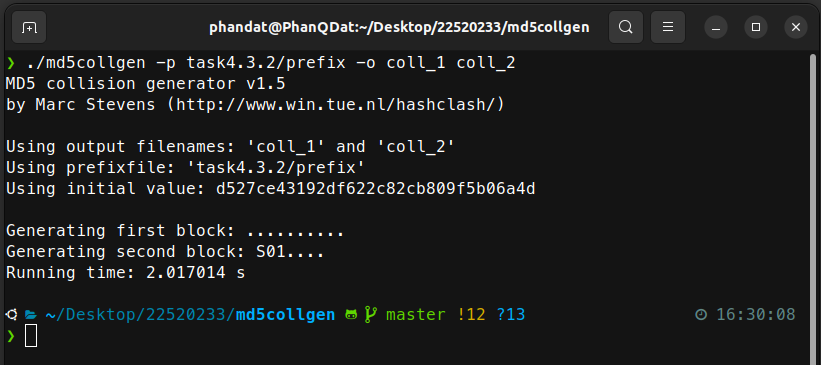 phandat@PhanQDat:~/Desktop/22520233/md5collgen
❯ ./md5collgen -p task4.3.2/prefix -o coll_1 coll_2
MD5 collision generator v1.5
by Marc Stevens (http://www.win.tue.nl/hashclash/)
Using output filenames: 'coll_1' and 'coll_2'
Using prefixfile: 'task4.3.2/prefix'
Using initial value: d527ce43192df622c82cb809f5b06a4d
Generating first block: ..........
Generating second block: S01....
Running time: 2.017014 s
~/Desktop/22520233/md5collgen master !12 ?13 16:30:08
❯